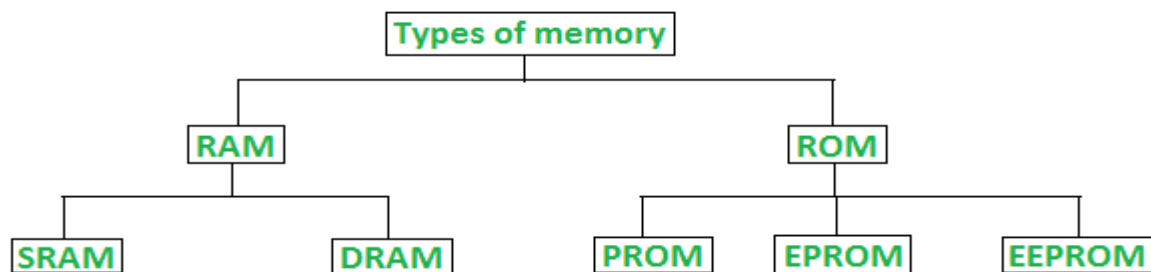 Types of memory
RAM ROM
SRAM DRAM PROM EPROM EEPROM